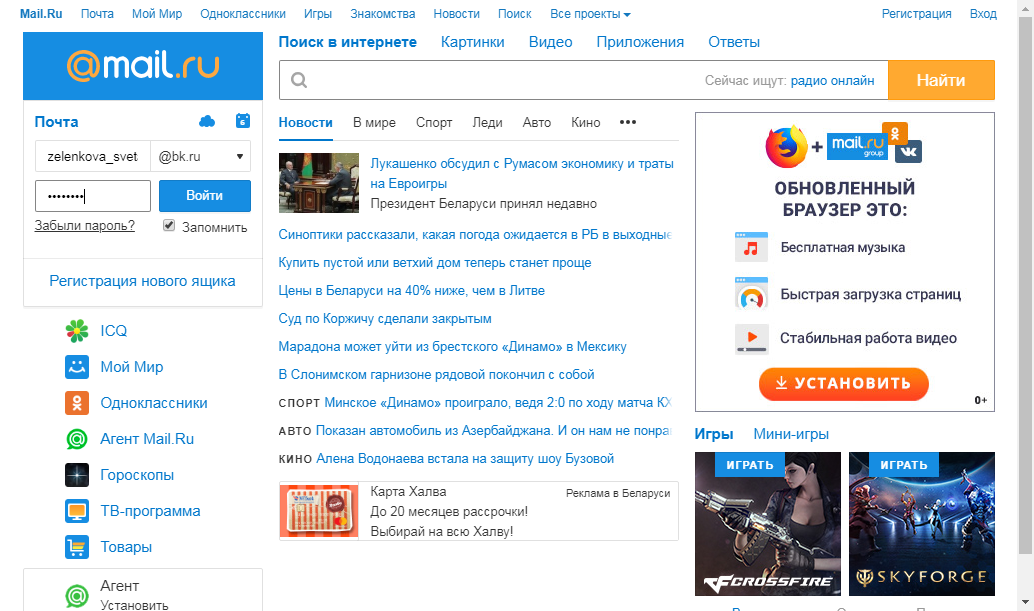 Mail.Ru Почта Мой Мир Одноклассники Игры Знакомства Новости Поиск Все проекты Регистрация Вход
@mail.ru
Почта
6
zelenkova_svet @bk.ru
Войти
Забыли пароль? Запомнить
Регистрация нового ящика
ICQ
Мой Мир
Одноклассники
Агент Mail.Ru
Гороскопы
ТВ-программа
Товары
Агент
Установить
Поиск в интернете Картинки Видео Приложения Ответы
Сейчас ищут: радио онлайн Найти
Новости В мире Спорт Леди Авто Кино •••
Лукашенко обсудил с Румасом экономику и траты
на Евроигры
Президент Беларуси принял недавно
Синоптики рассказали, какая погода ожидается в РБ в выходные
Купить пустой или ветхий дом теперь станет проще
Цены в Беларуси на 40% ниже, чем в Литве
Суд по Коржичу сделали закрытым
Марадона может уйти из брестского «Динамо» в Мексику
В Слонимском гарнизоне рядовой покончил с собой
СПОРТ Минское «Динамо» проиграло, ведя 2:0 по ходу матча
АВТО Показан автомобиль из Азербайджана. И он нам не
КИНО Алена Водонаева встала на защиту шоу Бузовой
Карта Халва Реклама в Беларуси
До 20 месяцев рассрочки!
Выбирай на всю Халву!
+ mail.ru
group
ОБНОВЛЕННЫЙ
БРАУЗЕР ЭТО:
Бесплатная музыка
Быстрая загрузка страниц
Стабильная работа видео
УСТАНОВИТЬ
0+
Игры Мини-игры
ИГРАТЬ ИГРАТЬ
CROSSFIRE SKYFORGE